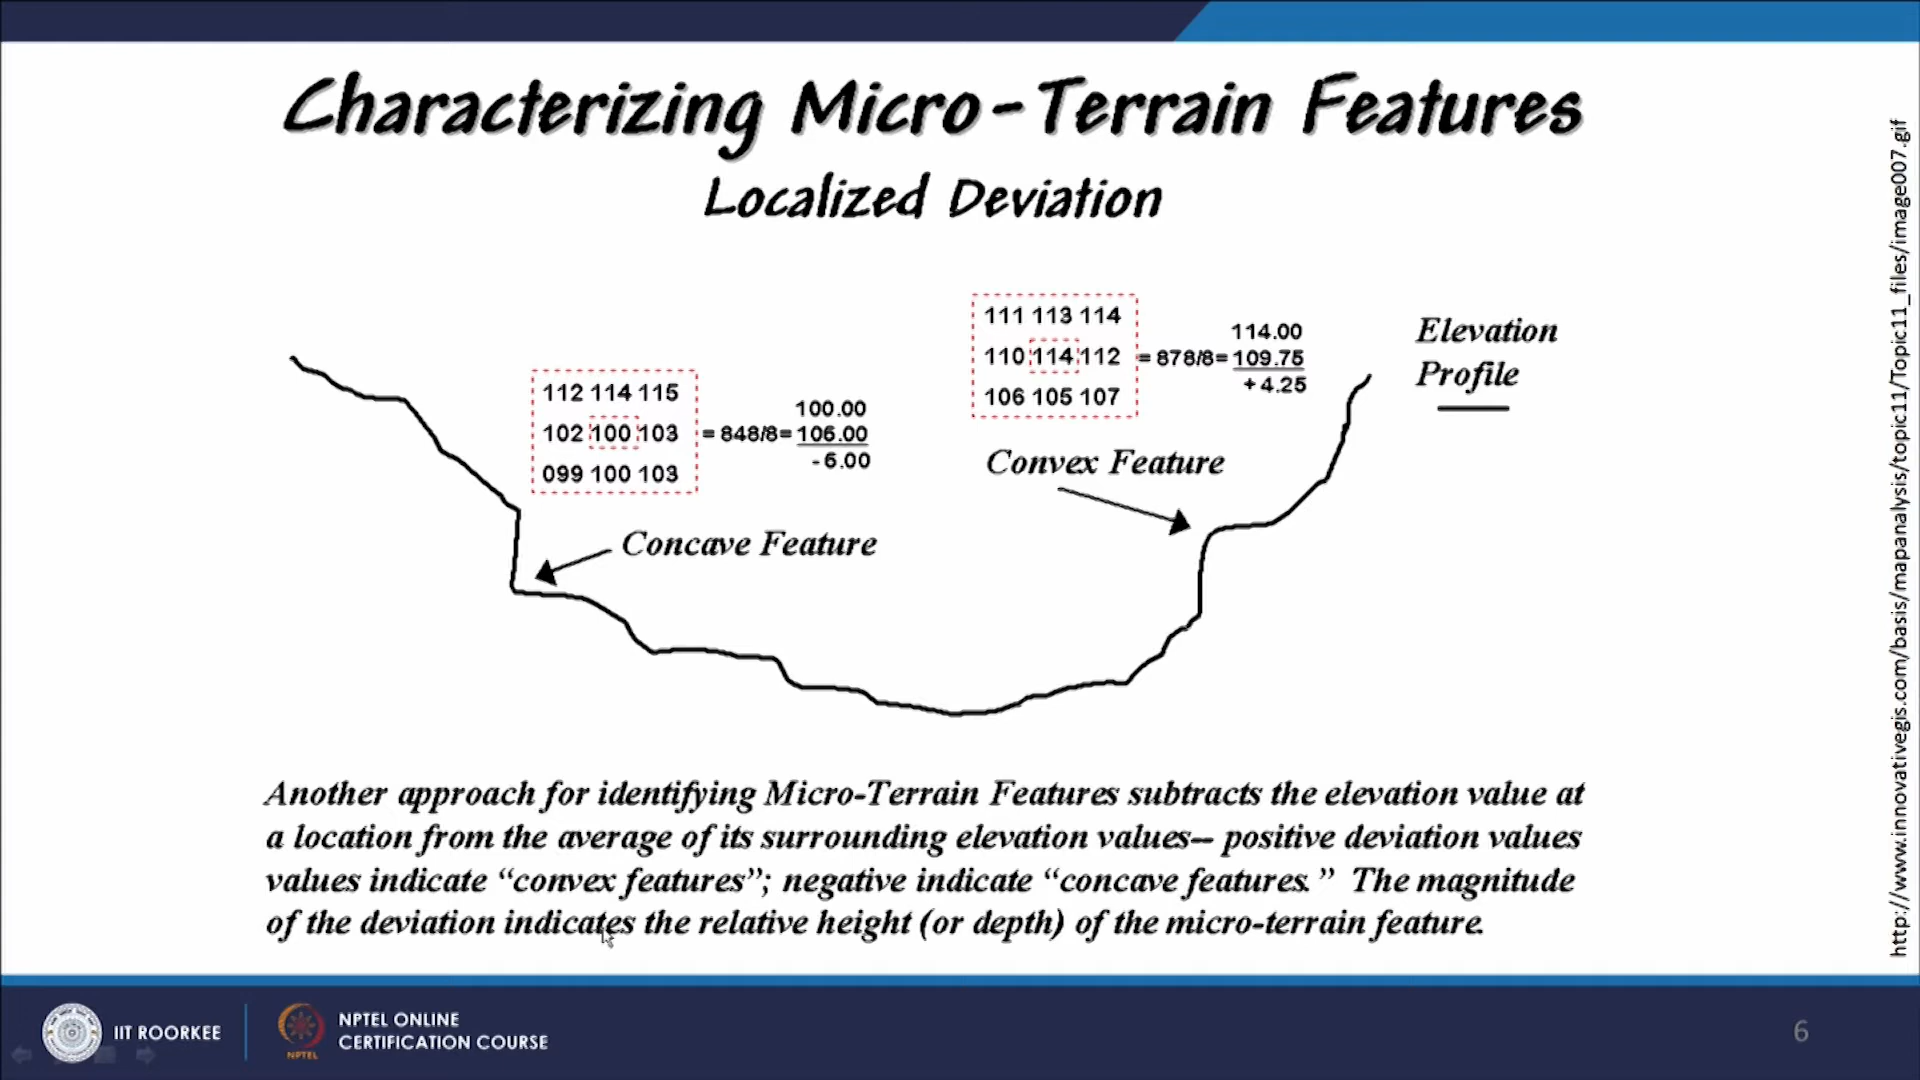 Characterizing Micro-Terrain Features
Localized Deviation
111 113 114
110 114 112 = 878/8=
106 105 107
114.00
109.75
+4.25
Elevation
Profile
112 114 115
102 100 103 = 848/8=
099 100 103
100.00
106.00
-6.00
Convex Feature
Concave Feature
Another approach for identifying Micro-Terrain Features subtracts the elevation value at
a location from the average of its surrounding elevation values-- positive deviation values
values indicate “convex features”; negative indicate “concave features.” The magnitude
of the deviation indicates the relative height (or depth) of the micro-terrain feature.
http://www.innovativegis.com/basis/mapanalysis/topic11/Topic11_files/image007.gif
IIT ROORKEE
NPTEL
NPTEL ONLINE
CERTIFICATION COURSE
6